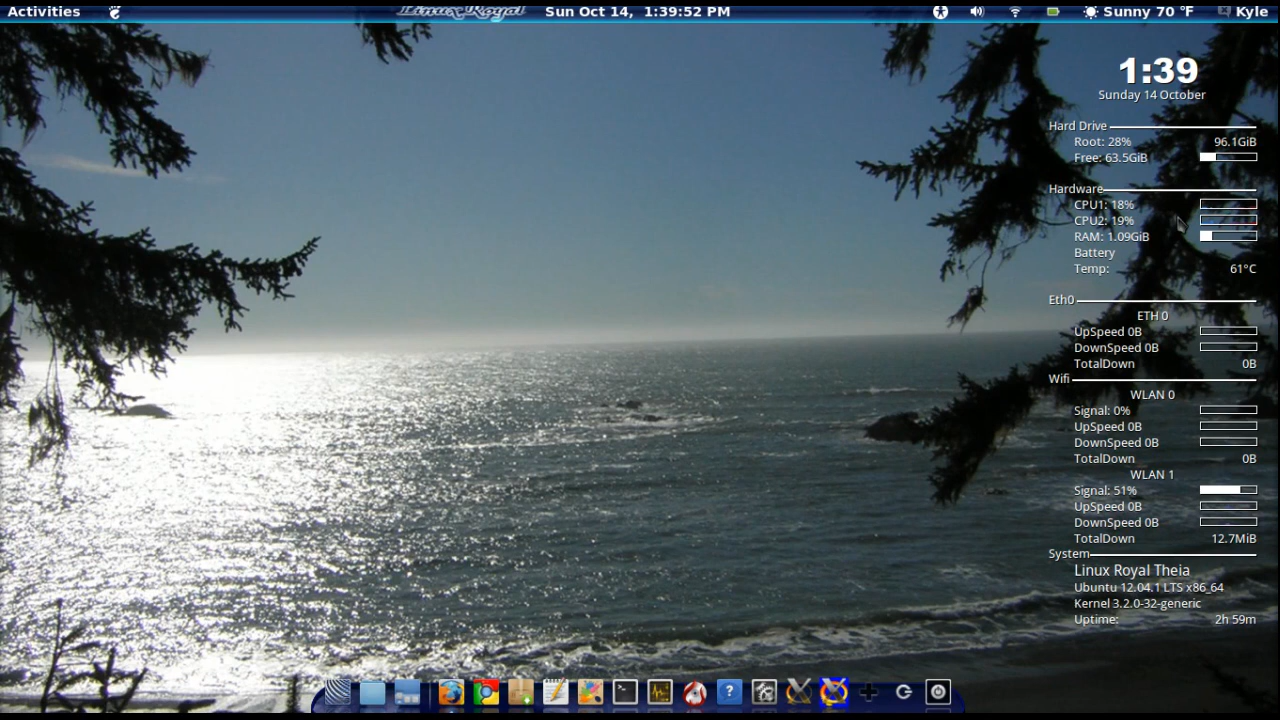 Activities
Linux Royal
Sun Oct 14, 1:39:52 PM
Sunny 70 °F
Kyle
1:39
Sunday 14 October
Hard Drive
Root: 28% 96.1GiB
Free: 63.5GiB
Hardware
CPU1: 18%
CPU2: 19%
RAM: 1.09GiB
Battery
Temp: 61°C
Eth0
ETH 0
UpSpeed 0B
DownSpeed 0B
TotalDown 0B
Wifi
WLAN 0
Signal: 0%
UpSpeed 0B
DownSpeed 0B
TotalDown 0B
WLAN 1
Signal: 51%
UpSpeed 0B
DownSpeed 0B
TotalDown 12.7MiB
System
Linux Royal Theia
Ubuntu 12.04.1 LTS x86_64
Kernel 3.2.0-32-generic
Uptime: 2h 59m